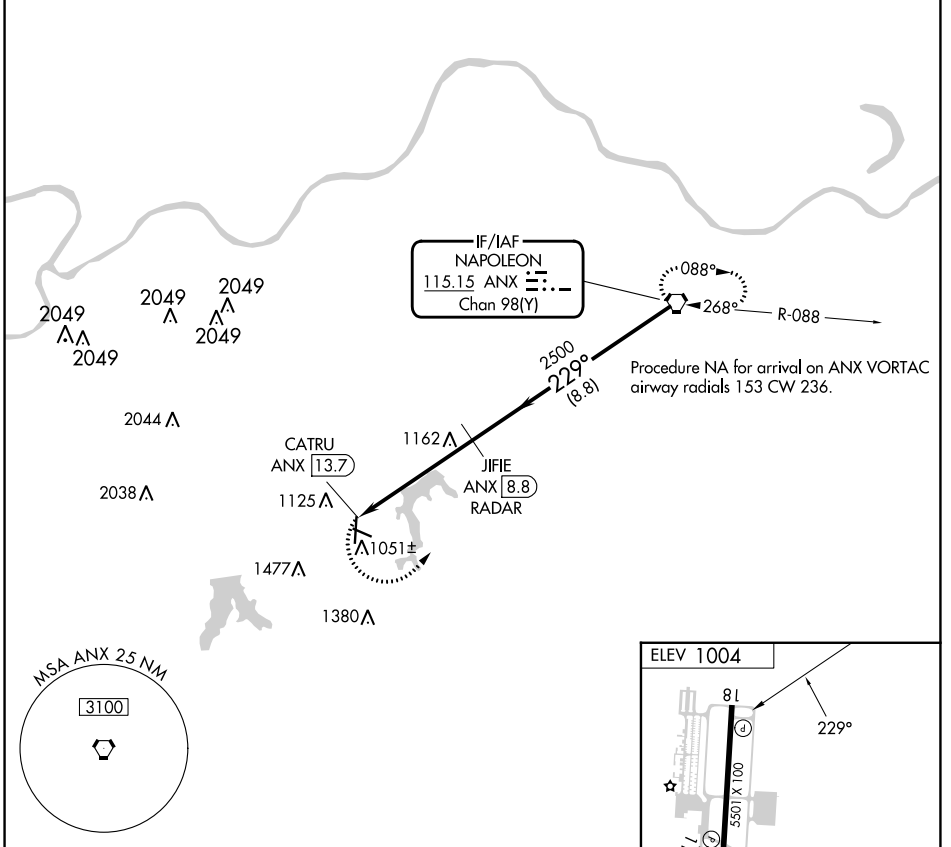 IF/IAF
NAPOLEON
115.15 ANX
Chan 98(Y)
088°
268°
R-088
2049
2049
2049
2049
2049
2500
229°
(8.8)
Procedure NA for arrival on ANX VORTAC
airway radials 153 CW 236.
2044
1162
CATRU
ANX 13.7
JIFIE
ANX 8.8
RADAR
2038
1125
1051±
1477
1380
MSA ANX 25 NM
3100
ELEV 1004
18
P
229°
5501 X 100
P